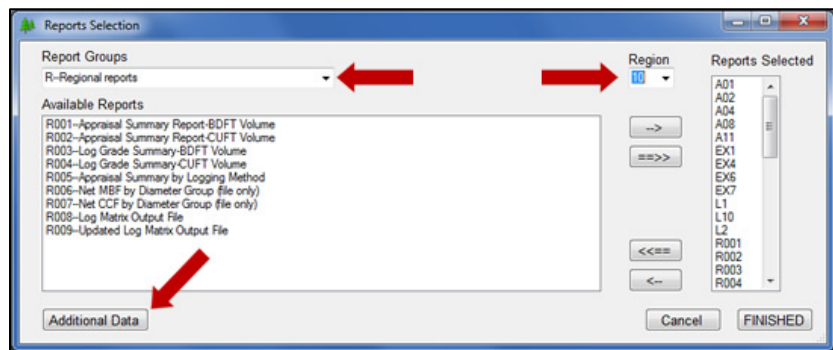 Reports Selection
Report Groups
R--Regional reports
Region
10
Reports Selected
Available Reports
R001--Appraisal Summary Report-BDFT Volume
R002--Appraisal Summary Report-CUFT Volume
R003--Log Grade Summary-BDFT Volume
R004--Log Grade Summary-CUFT Volume
R005--Appraisal Summary by Logging Method
R006--Net MBF by Diameter Group (file only)
R007--Net CCF by Diameter Group (file only)
R008--Log Matrix Output File
R009--Updated Log Matrix Output File
-->
==>>
<<==
<--
A01
A02
A04
A08
A11
EX1
EX4
EX6
EX7
L1
L10
L2
R001
R002
R003
R004
Additional Data
Cancel
FINISHED